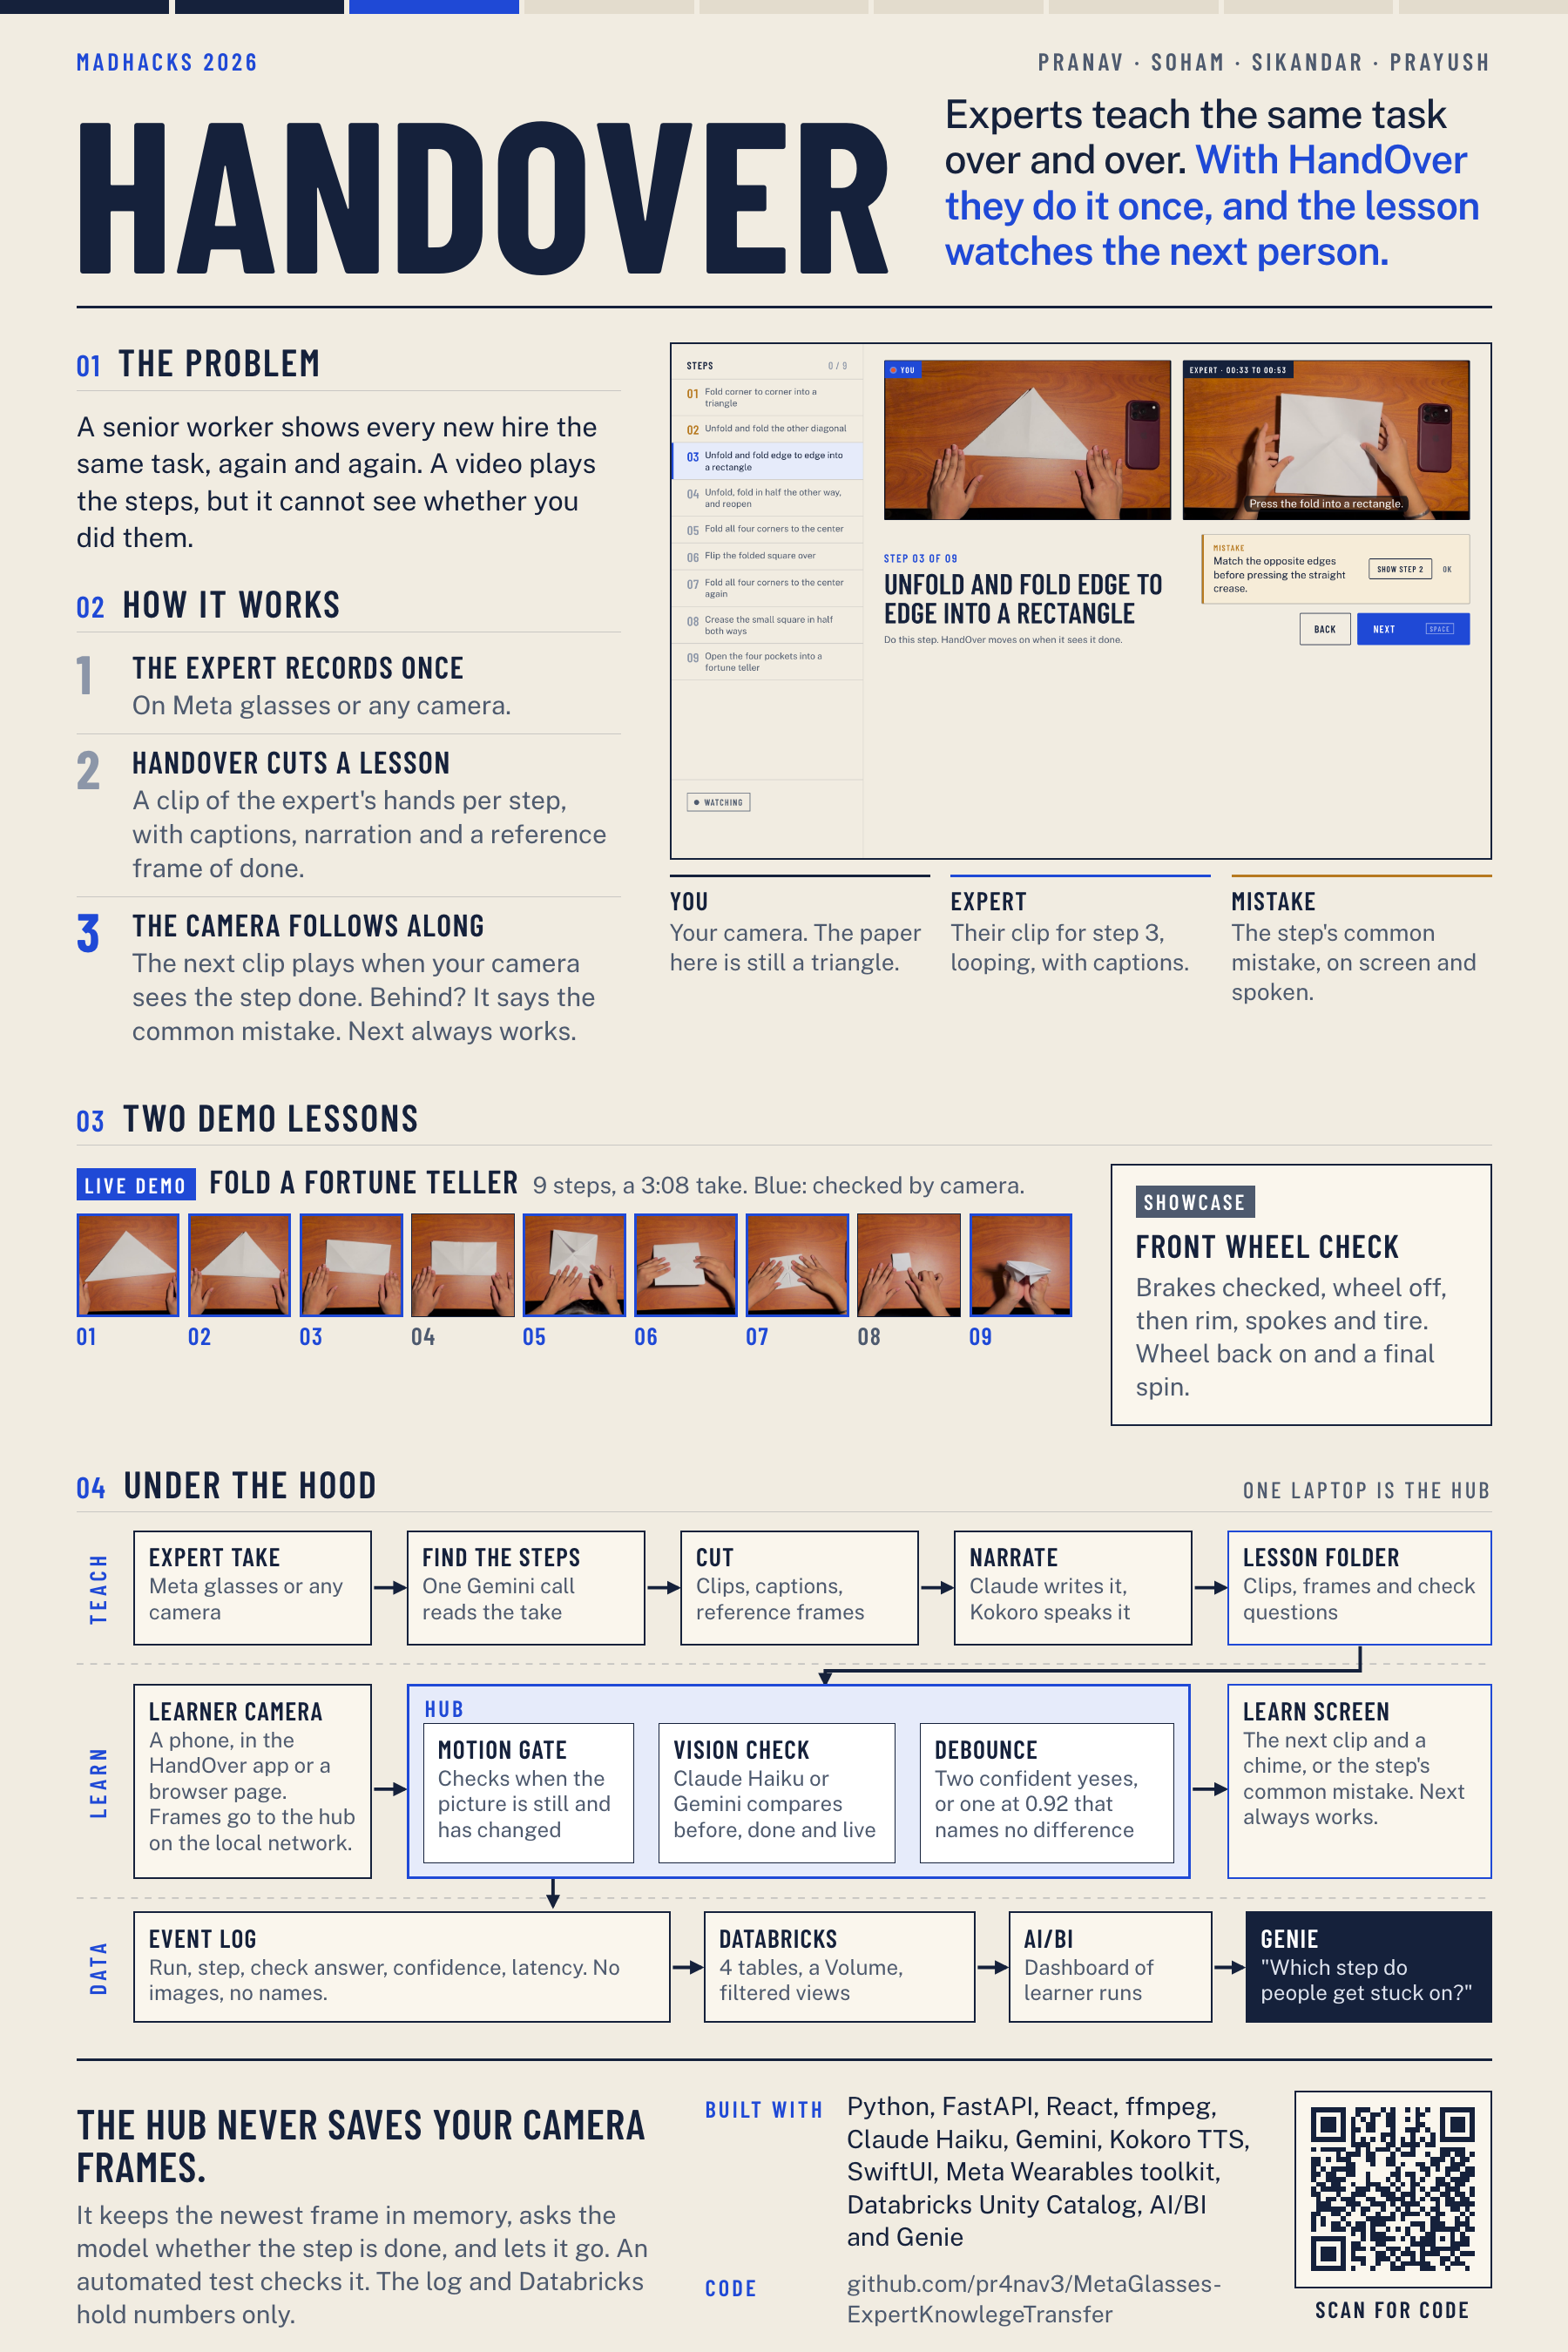 MADHACKS 2026
PRANAV · SOHAM · SIKANDAR · PRAYUSH
HANDOVER
Experts teach the same task
over and over. With HandOver
they do it once, and the lesson
watches the next person.
01 THE PROBLEM
A senior worker shows every new hire the
same task, again and again. A video plays
the steps, but it cannot see whether you
did them.
02 HOW IT WORKS
1 THE EXPERT RECORDS ONCE
On Meta glasses or any camera.
2 HANDOVER CUTS A LESSON
A clip of the expert's hands per step,
with captions, narration and a reference
frame of done.
3 THE CAMERA FOLLOWS ALONG
The next clip plays when your camera
sees the step done. Behind? It says the
common mistake. Next always works.
STEPS 0 / 9
01 Fold corner to corner into a
triangle
02 Unfold and fold the other diagonal
03 Unfold and fold edge to edge into
a rectangle
04 Unfold, fold in half the other way,
and reopen
05 Fold all four corners to the center
06 Flip the folded square over
07 Fold all four corners to the center
again
08 Crease the small square in half
both ways
09 Open the four pockets into a
fortune teller
WATCHING
YOU
EXPERT · 00:33 TO 00:53
Press the fold into a rectangle.
STEP 03 OF 09
UNFOLD AND FOLD EDGE TO
EDGE INTO A RECTANGLE
Do this step. HandOver moves on when it sees it done.
MISTAKE
Match the opposite edges
before pressing the straight
crease.
SHOW STEP 2 OK
BACK NEXT SPACE
YOU
Your camera. The paper
here is still a triangle.
EXPERT
Their clip for step 3,
looping, with captions.
MISTAKE
The step's common
mistake, on screen and
spoken.
03 TWO DEMO LESSONS
LIVE DEMO FOLD A FORTUNE TELLER 9 steps, a 3:08 take. Blue: checked by camera.
01 02 03 04 05 06 07 08 09
SHOWCASE
FRONT WHEEL CHECK
Brakes checked, wheel off,
then rim, spokes and tire.
Wheel back on and a final
spin.
04 UNDER THE HOOD
ONE LAPTOP IS THE HUB
TEACH
EXPERT TAKE
Meta glasses or any
camera
FIND THE STEPS
One Gemini call
reads the take
CUT
Clips, captions,
reference frames
NARRATE
Claude writes it,
Kokoro speaks it
LESSON FOLDER
Clips, frames and check
questions
LEARN
LEARNER CAMERA
A phone, in the
HandOver app or a
browser page.
Frames go to the hub
on the local network.
HUB
MOTION GATE
Checks when the
picture is still and
has changed
VISION CHECK
Claude Haiku or
Gemini compares
before, done and live
DEBOUNCE
Two confident yeses,
or one at 0.92 that
names no difference
LEARN SCREEN
The next clip and a
chime, or the step's
common mistake. Next
always works.
DATA
EVENT LOG
Run, step, check answer, confidence, latency. No
images, no names.
DATABRICKS
4 tables, a Volume,
filtered views
AI/BI
Dashboard of
learner runs
GENIE
"Which step do
people get stuck on?"
THE HUB NEVER SAVES YOUR CAMERA
FRAMES.
It keeps the newest frame in memory, asks the
model whether the step is done, and lets it go. An
automated test checks it. The log and Databricks
hold numbers only.
BUILT WITH
Python, FastAPI, React, ffmpeg,
Claude Haiku, Gemini, Kokoro TTS,
SwiftUI, Meta Wearables toolkit,
Databricks Unity Catalog, AI/BI
and Genie
CODE
github.com/pr4nav3/MetaGlasses-
ExpertKnowlegeTransfer
SCAN FOR CODE